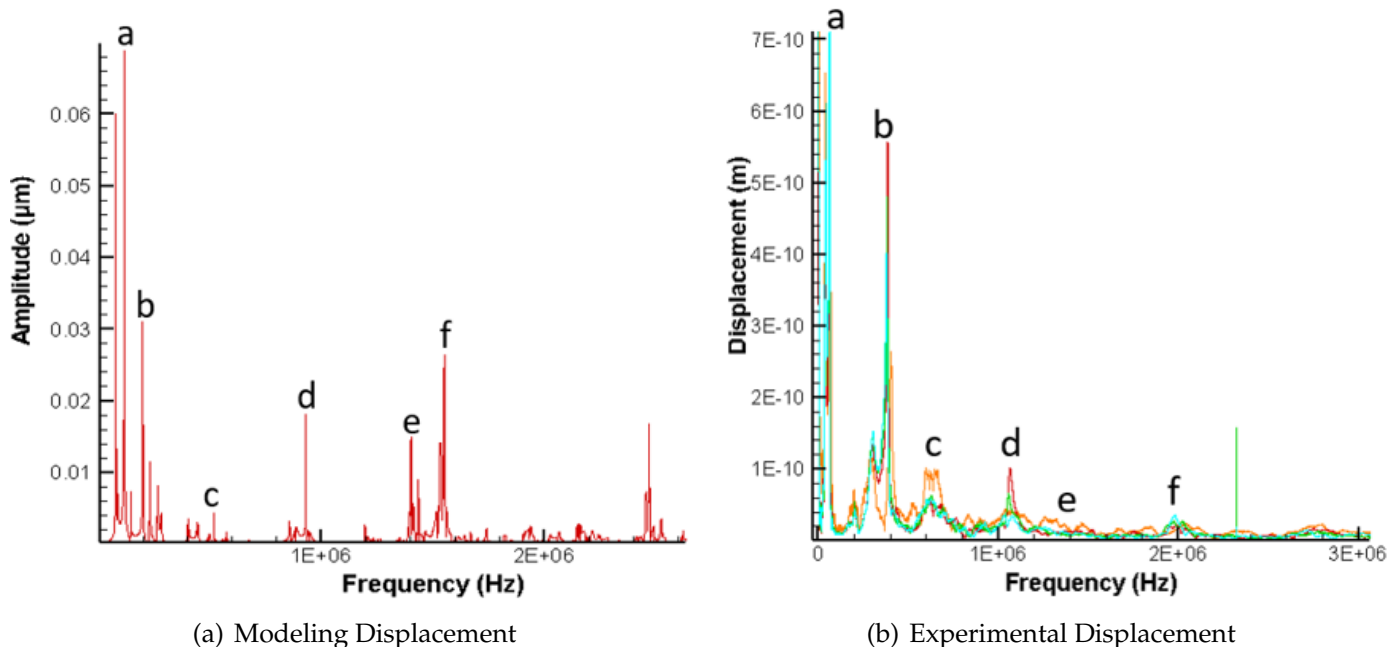 a
0.06
0.05
b
0.04
0.03
f
0.02
d
e
0.01
c
1E+06
2E+06
Amplitude (µm)
Frequency (Hz)
(a) Modeling Displacement
a
7E-10
6E-10
b
5E-10
4E-10
3E-10
2E-10
c
d
1E-10
e
f
0
1E+06
2E+06
3E+06
Displacement (m)
Frequency (Hz)
(b) Experimental Displacement